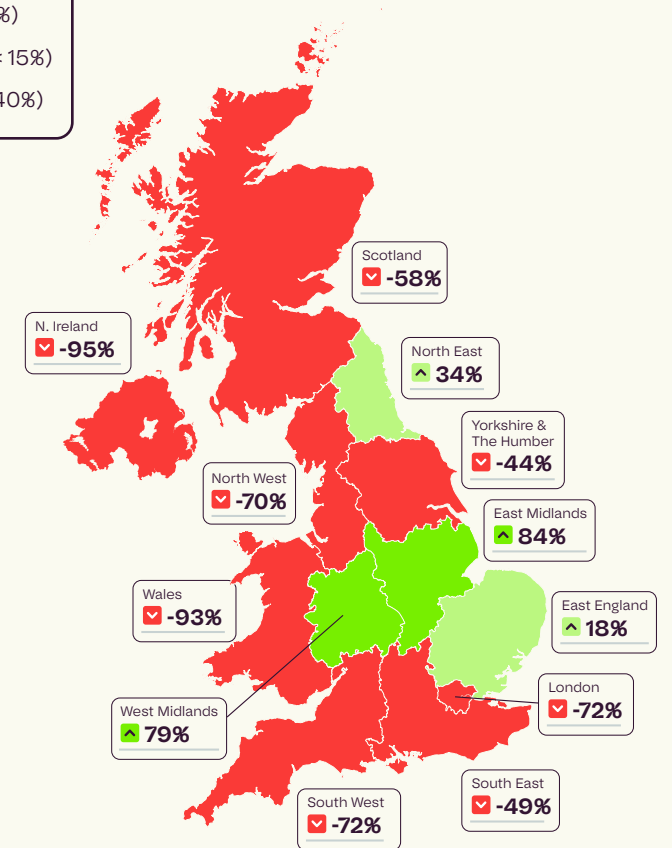 %)
: 15%)
40%)
Scotland
-58%
N. Ireland
-95%
North East
34%
Yorkshire &
The Humber
-44%
North West
-70%
East Midlands
84%
Wales
-93%
East England
18%
London
-72%
West Midlands
79%
South East
-49%
South West
-72%